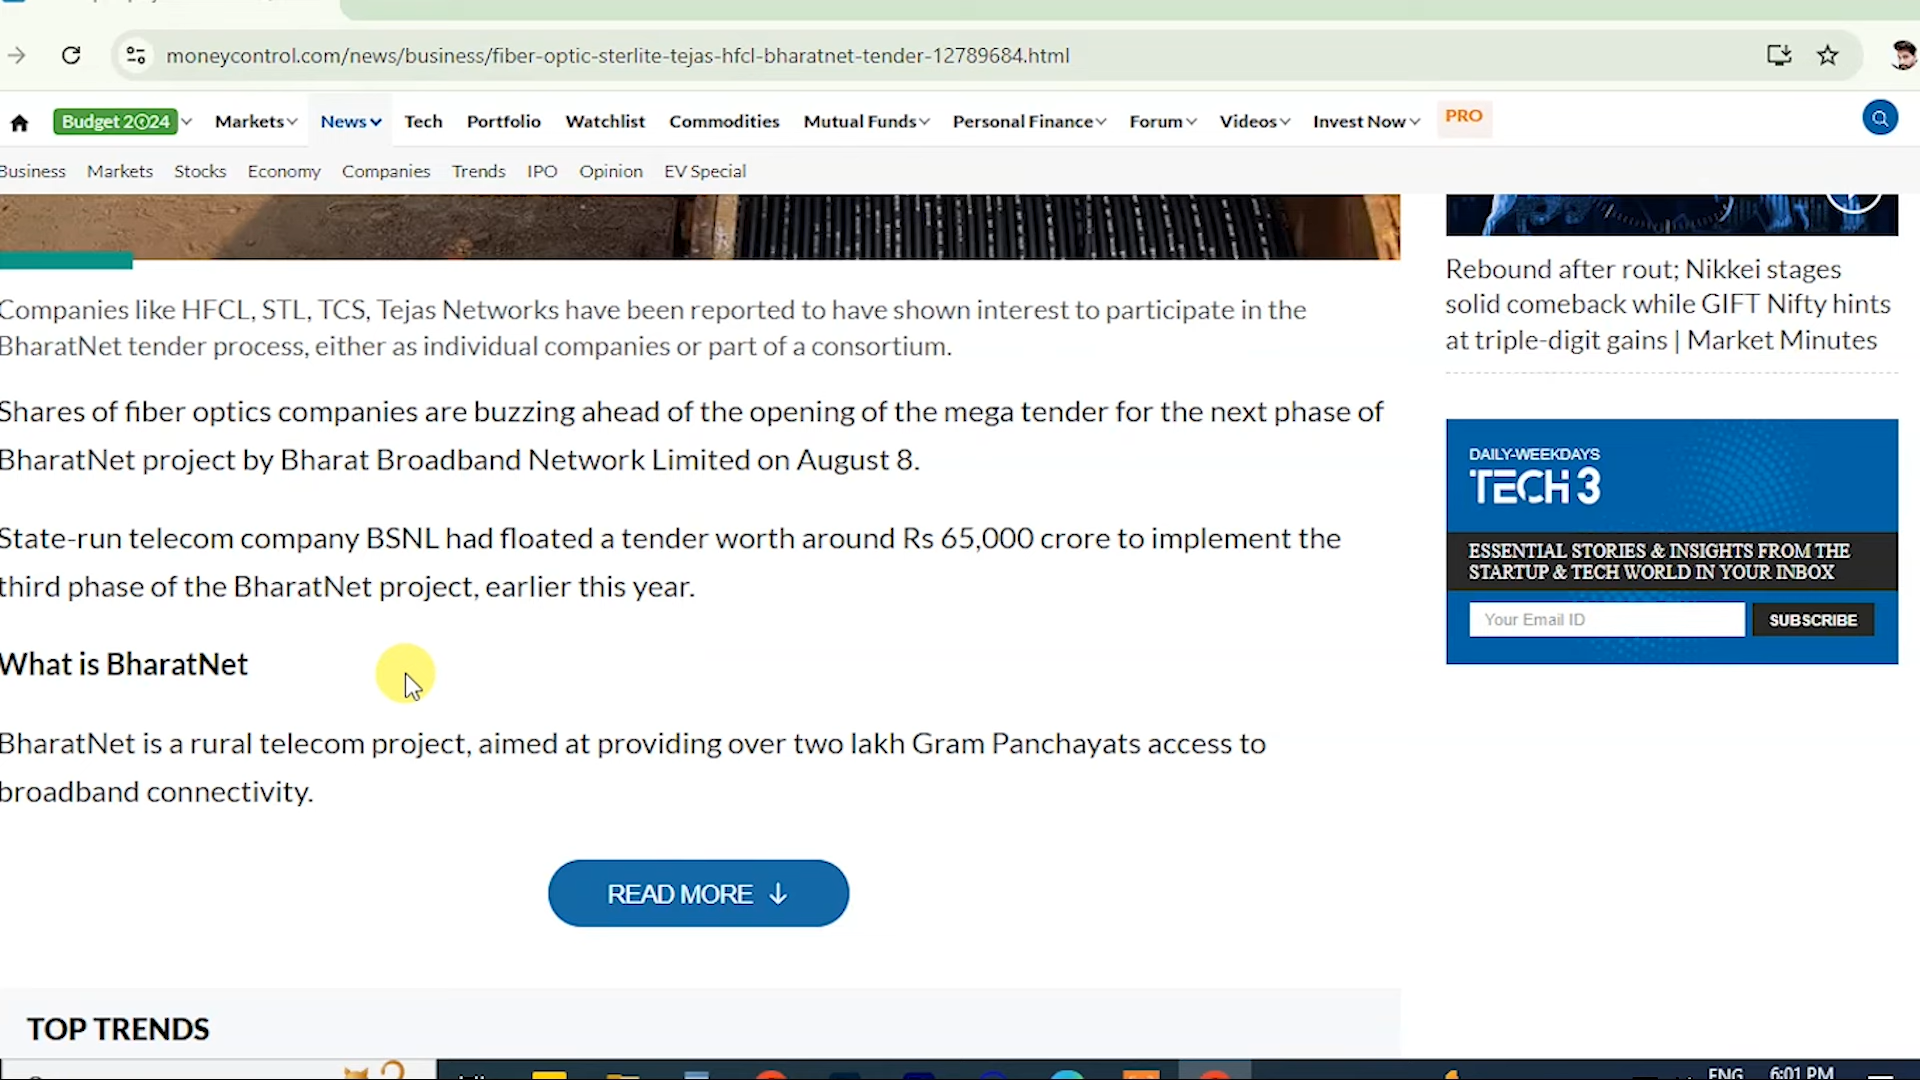 moneycontrol.com/news/business/fiber-optic-sterlite-tejas-hfcl-bharatnet-tender-12789684.html
Budget 2024 Markets News Tech Portfolio Watchlist Commodities Mutual Funds Personal Finance Forum Videos Invest Now PRO
Business Markets Stocks Economy Companies Trends IPO Opinion EV Special
Companies like HFCL, STL, TCS, Tejas Networks have been reported to have shown interest to participate in the
BharatNet tender process, either as individual companies or part of a consortium.
Shares of fiber optics companies are buzzing ahead of the opening of the mega tender for the next phase of
BharatNet project by Bharat Broadband Network Limited on August 8.
State-run telecom company BSNL had floated a tender worth around Rs 65,000 crore to implement the
third phase of the BharatNet project, earlier this year.
What is BharatNet
BharatNet is a rural telecom project, aimed at providing over two lakh Gram Panchayats access to
broadband connectivity.
READ MORE ↓
TOP TRENDS
Rebound after rout; Nikkei stages
solid comeback while GIFT Nifty hints
at triple-digit gains | Market Minutes
DAILY-WEEKDAYS
TECH 3
ESSENTIAL STORIES & INSIGHTS FROM THE
STARTUP & TECH WORLD IN YOUR INBOX
Your Email ID SUBSCRIBE
ENG 6:01 PM